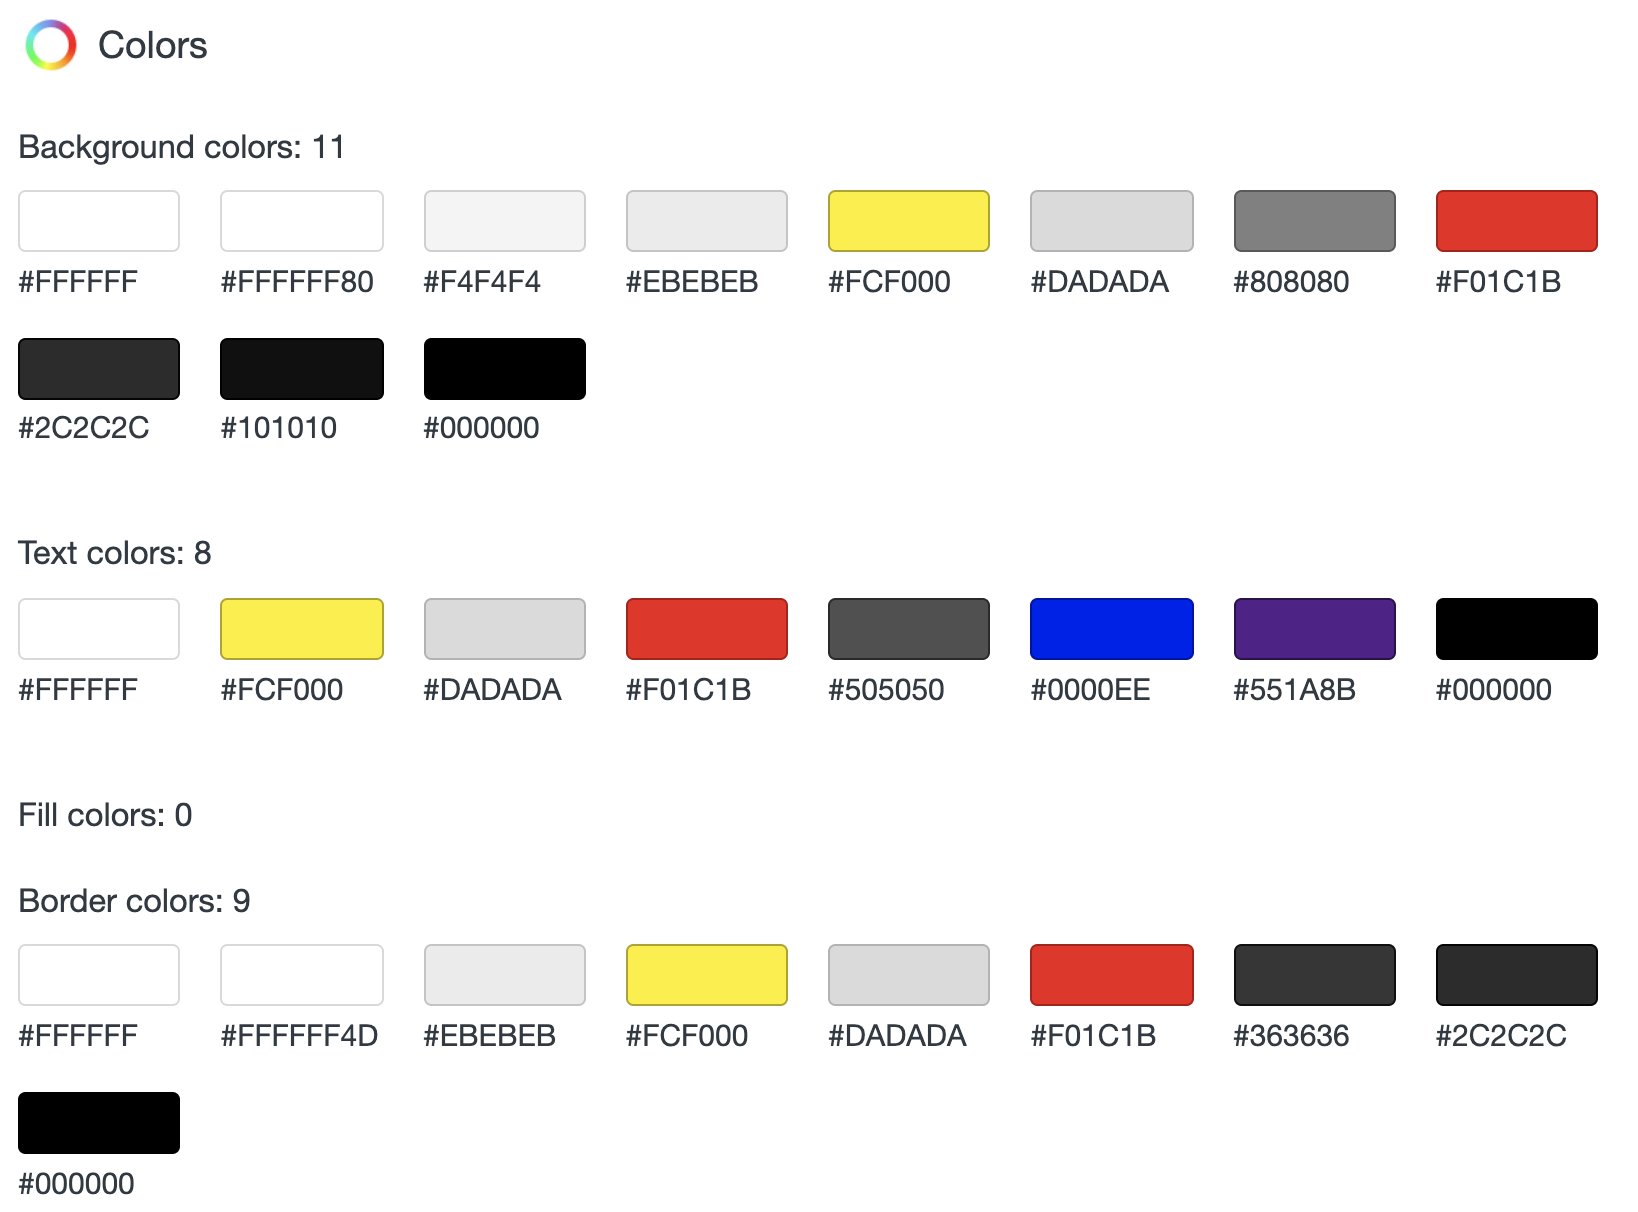 Colors
Background colors: 11
#FFFFFF #FFFFFF80 #F4F4F4 #EBEBEB #FCF000 #DADADA #808080 #F01C1B
#2C2C2C #101010 #000000
Text colors: 8
#FFFFFF #FCF000 #DADADA #F01C1B #505050 #0000EE #551A8B #000000
Fill colors: 0
Border colors: 9
#FFFFFF #FFFFFF4D #EBEBEB #FCF000 #DADADA #F01C1B #363636 #2C2C2C
#000000